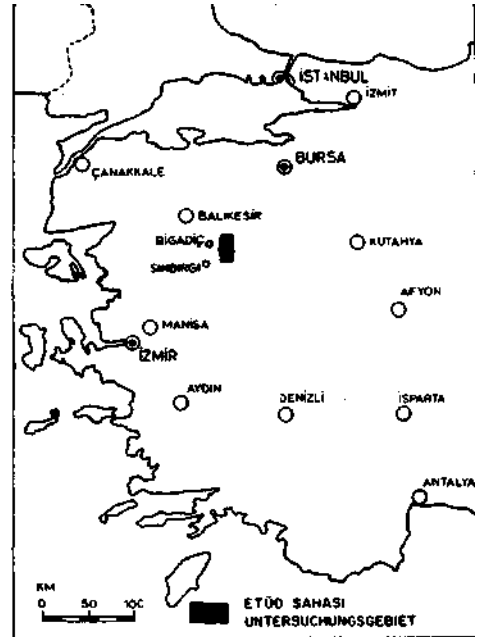 İSTANBUL
İZMİT
BURSA
ÇANAKKALE
BALIKESİR
BİGADİÇ
KÜTAHYA
SINDIRGI
AFYON
MANİSA
İZMİR
AYDIN
DENİZLİ
İSPARTA
ANTALYA
KM
0 50 100
ETÜD SAHASI
UNTERSUCHUNGSGEBIET